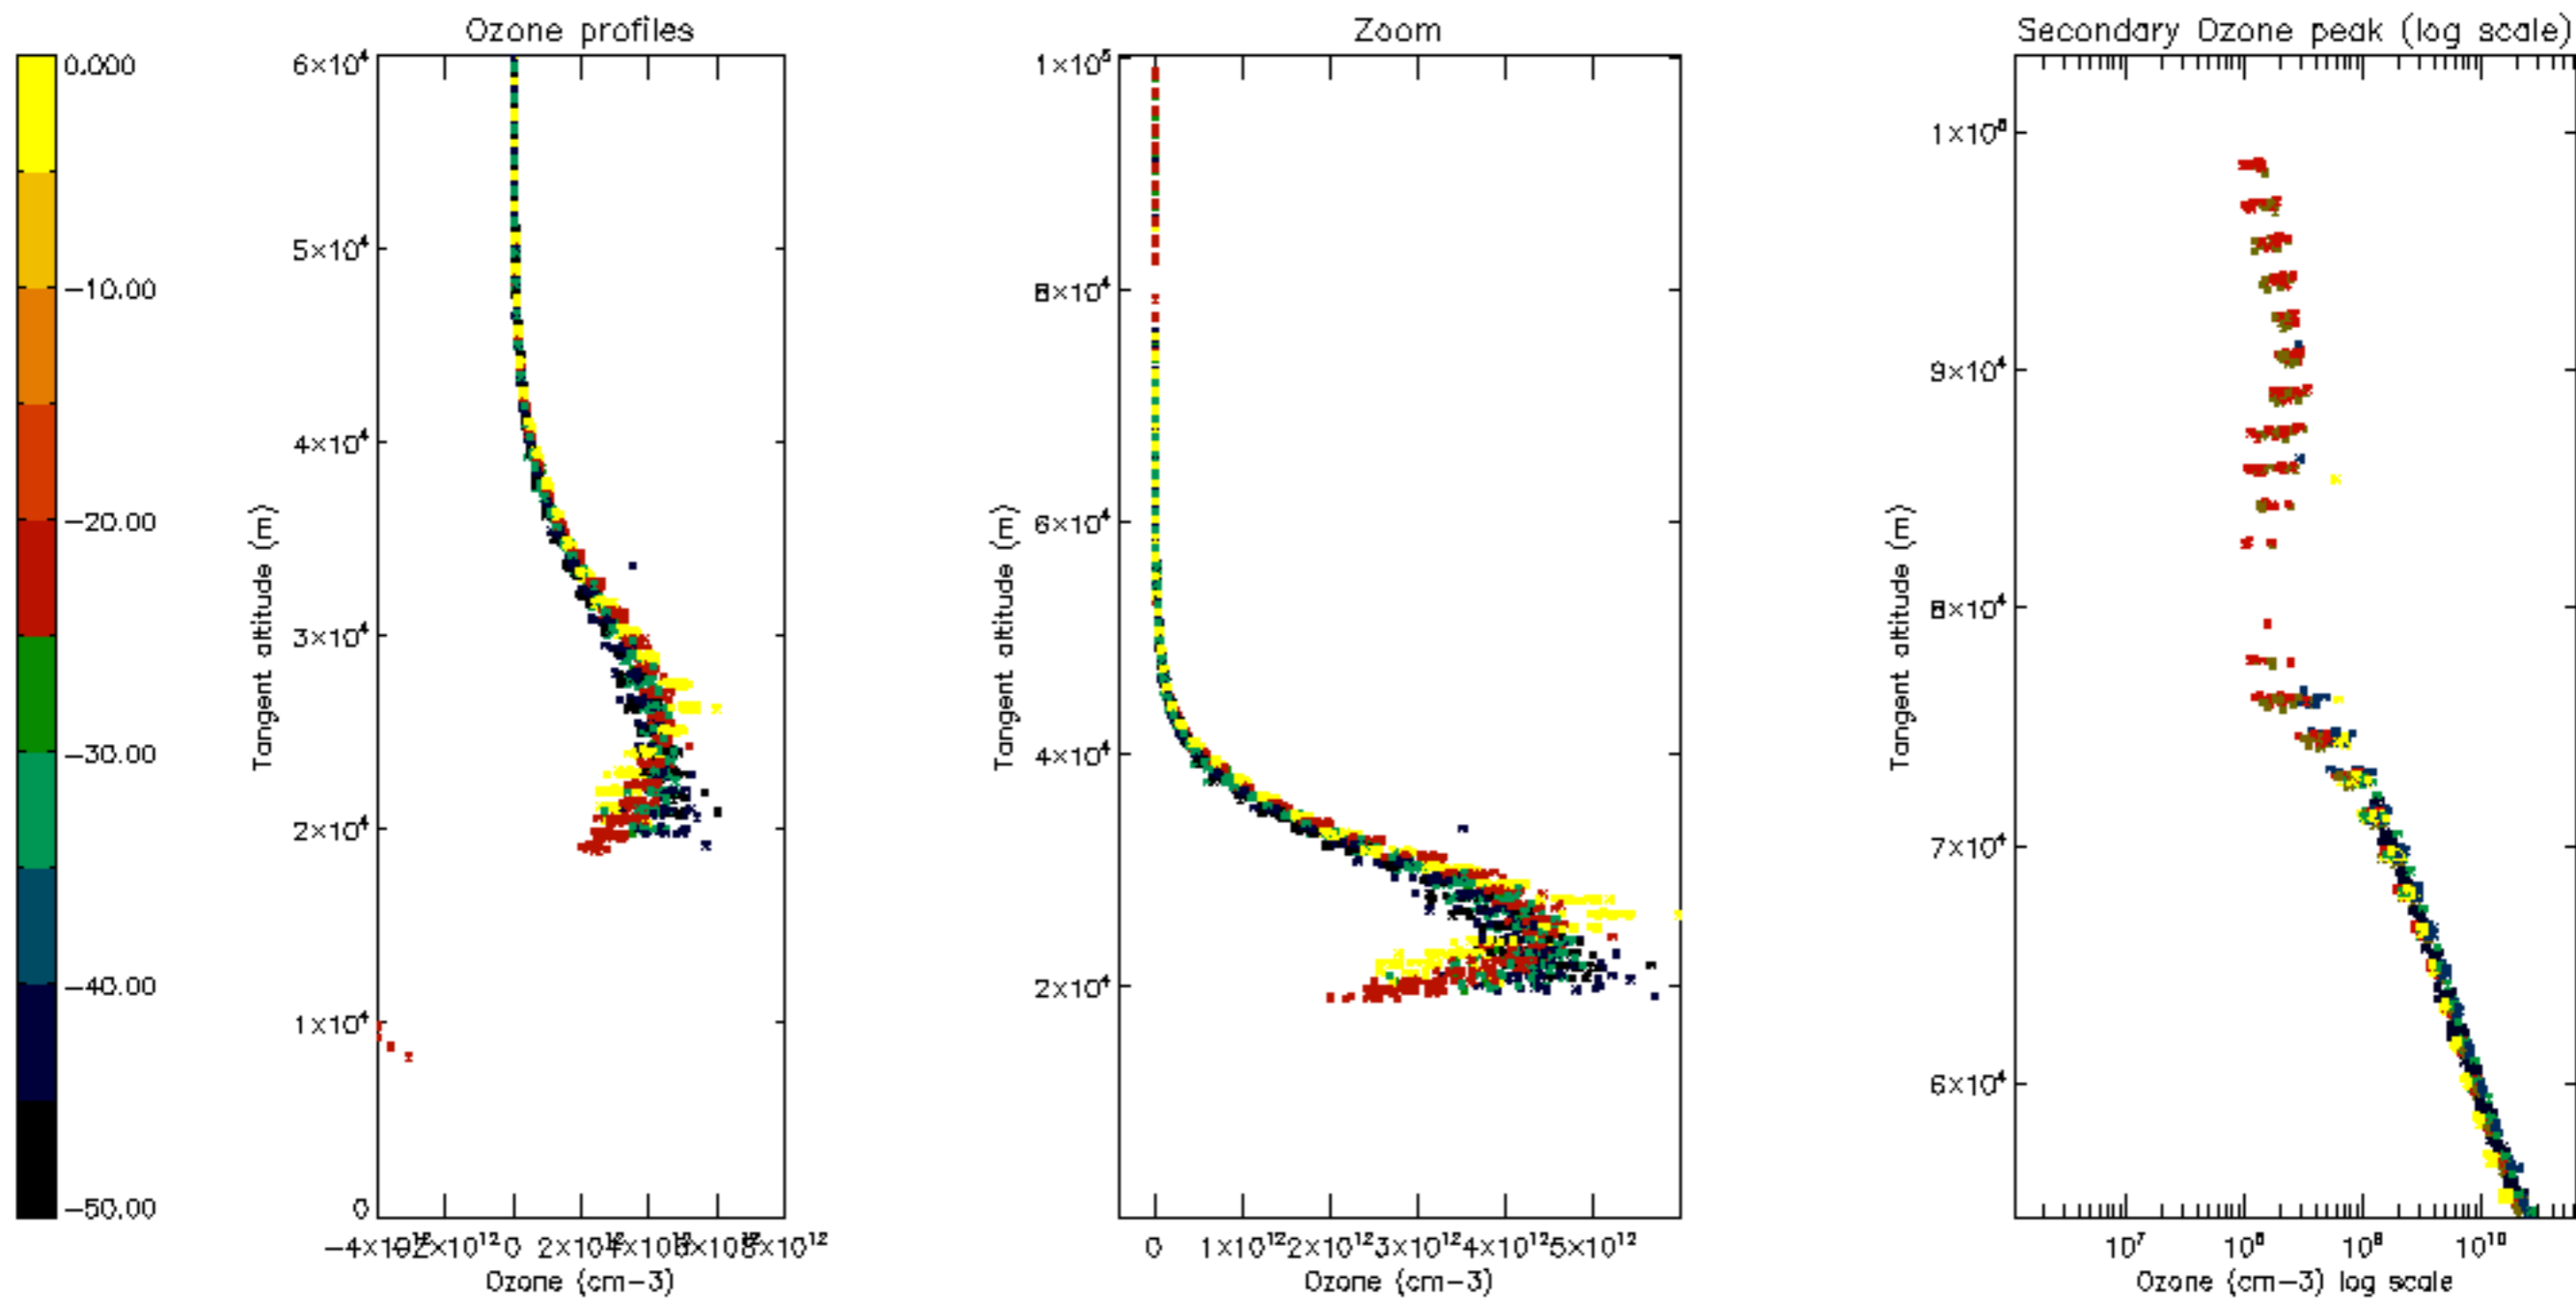 Ozone profiles
Zoom
Secondary Ozone peak (log scale)
0.000
-10.00
-20.00
-30.00
-40.00
-50.00
6×10⁴
5×10⁴
4×10⁴
3×10⁴
2×10⁴
1×10⁴
0
Tangent altitude (m)
0
Ozone (cm-3)
1×10⁵
8×10⁴
6×10⁴
4×10⁴
2×10⁴
Tangent altitude (m)
0 1×10¹² 2×10¹² 3×10¹² 4×10¹² 5×10¹²
Ozone (cm-3)
9×10⁴
8×10⁴
7×10⁴
6×10⁴
Tangent altitude (m)
10⁷ 10⁸ 10⁹ 10¹⁰
Ozone (cm-3) log scale